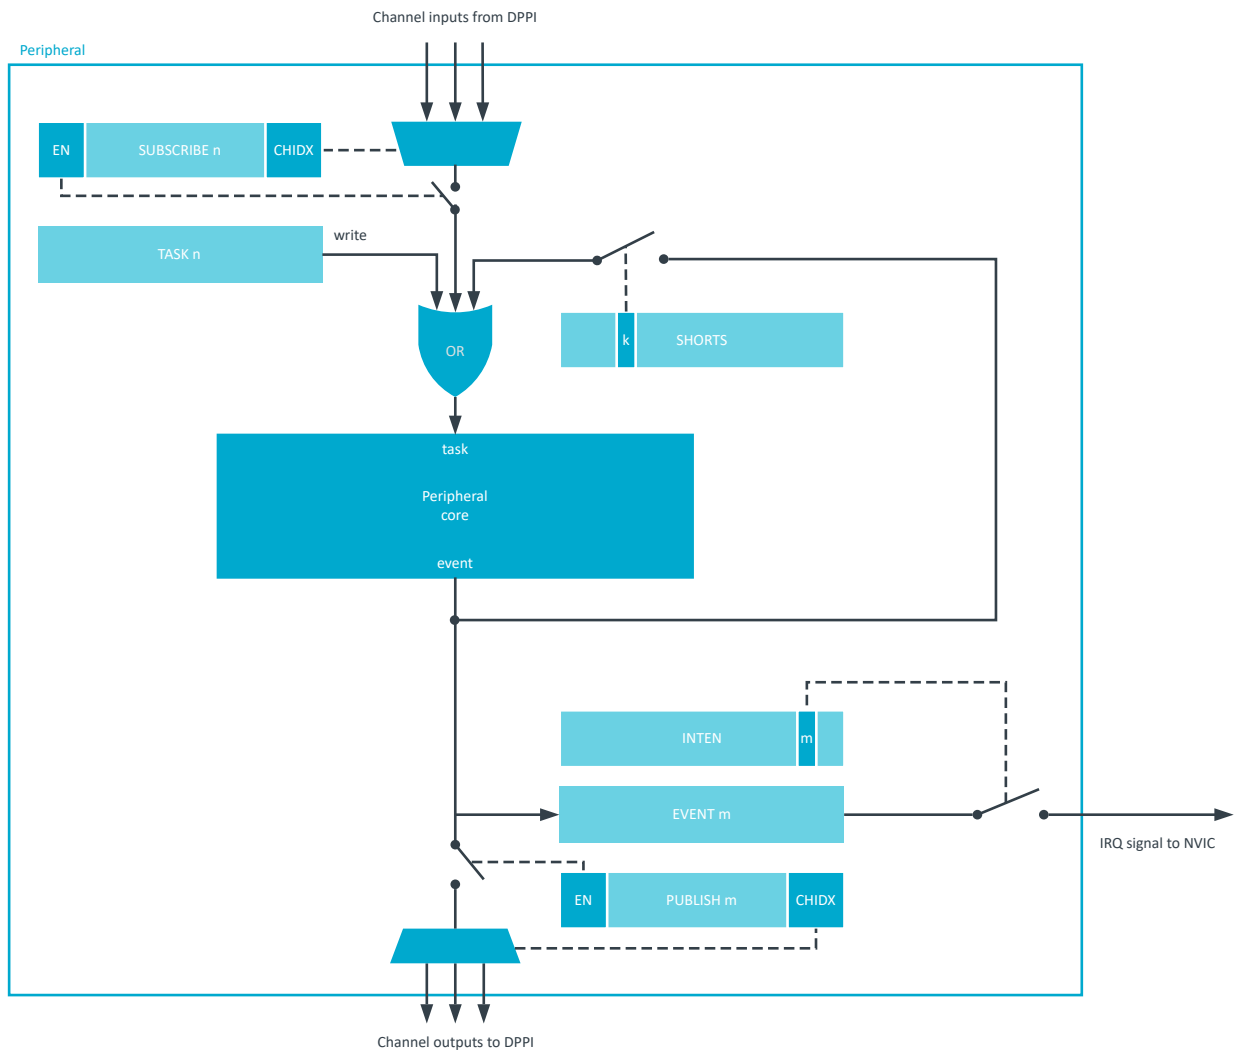 Channel inputs from DPPI
Peripheral
EN
SUBSCRIBE n
CHIDX
write
TASK n
k
SHORTS
OR
task
Peripheral
core
event
INTEN
m
EVENT m
IRQ signal to NVIC
EN
PUBLISH m
CHIDX
Channel outputs to DPPI